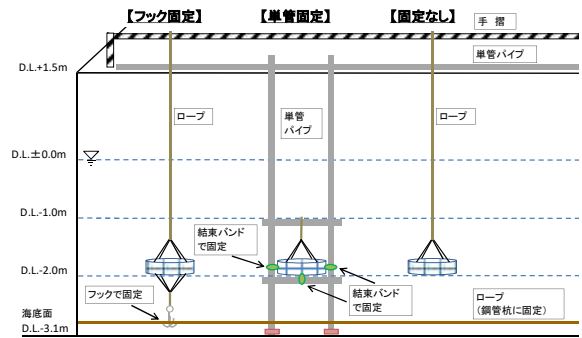 【フック固定】
【単管固定】
【固定なし】
手 摺
D.L.+1.5m
単管パイプ
ロープ
単管
パイプ
ロープ
D.L.±0.0m
D.L.-1.0m
結束バンド
で固定
D.L.-2.0m
フックで固定
結束バンド
で固定
ロープ
(鋼管杭に固定)
海底面
D.L-3.1m